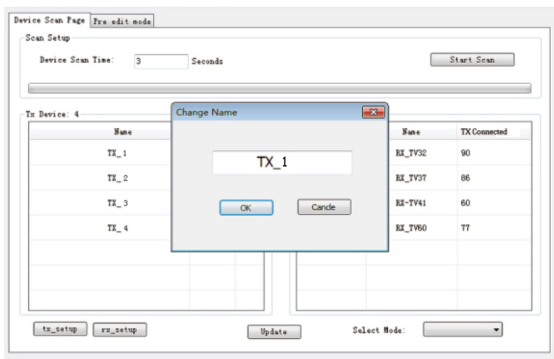 Device Scan Page Pre edit mode
Scan Setup
Device Scan Time: 3 Seconds Start Scan
Tx Device: 4
Change Name
Name Name TX Connected
TX_1
OK Cancle
TX_1 RX_TV32 90
TX_2 RX_TV37 86
TX_3 RX-TV41 60
TX_4 RX_TV60 77
tx_setup rx_setup Update Select Mode: